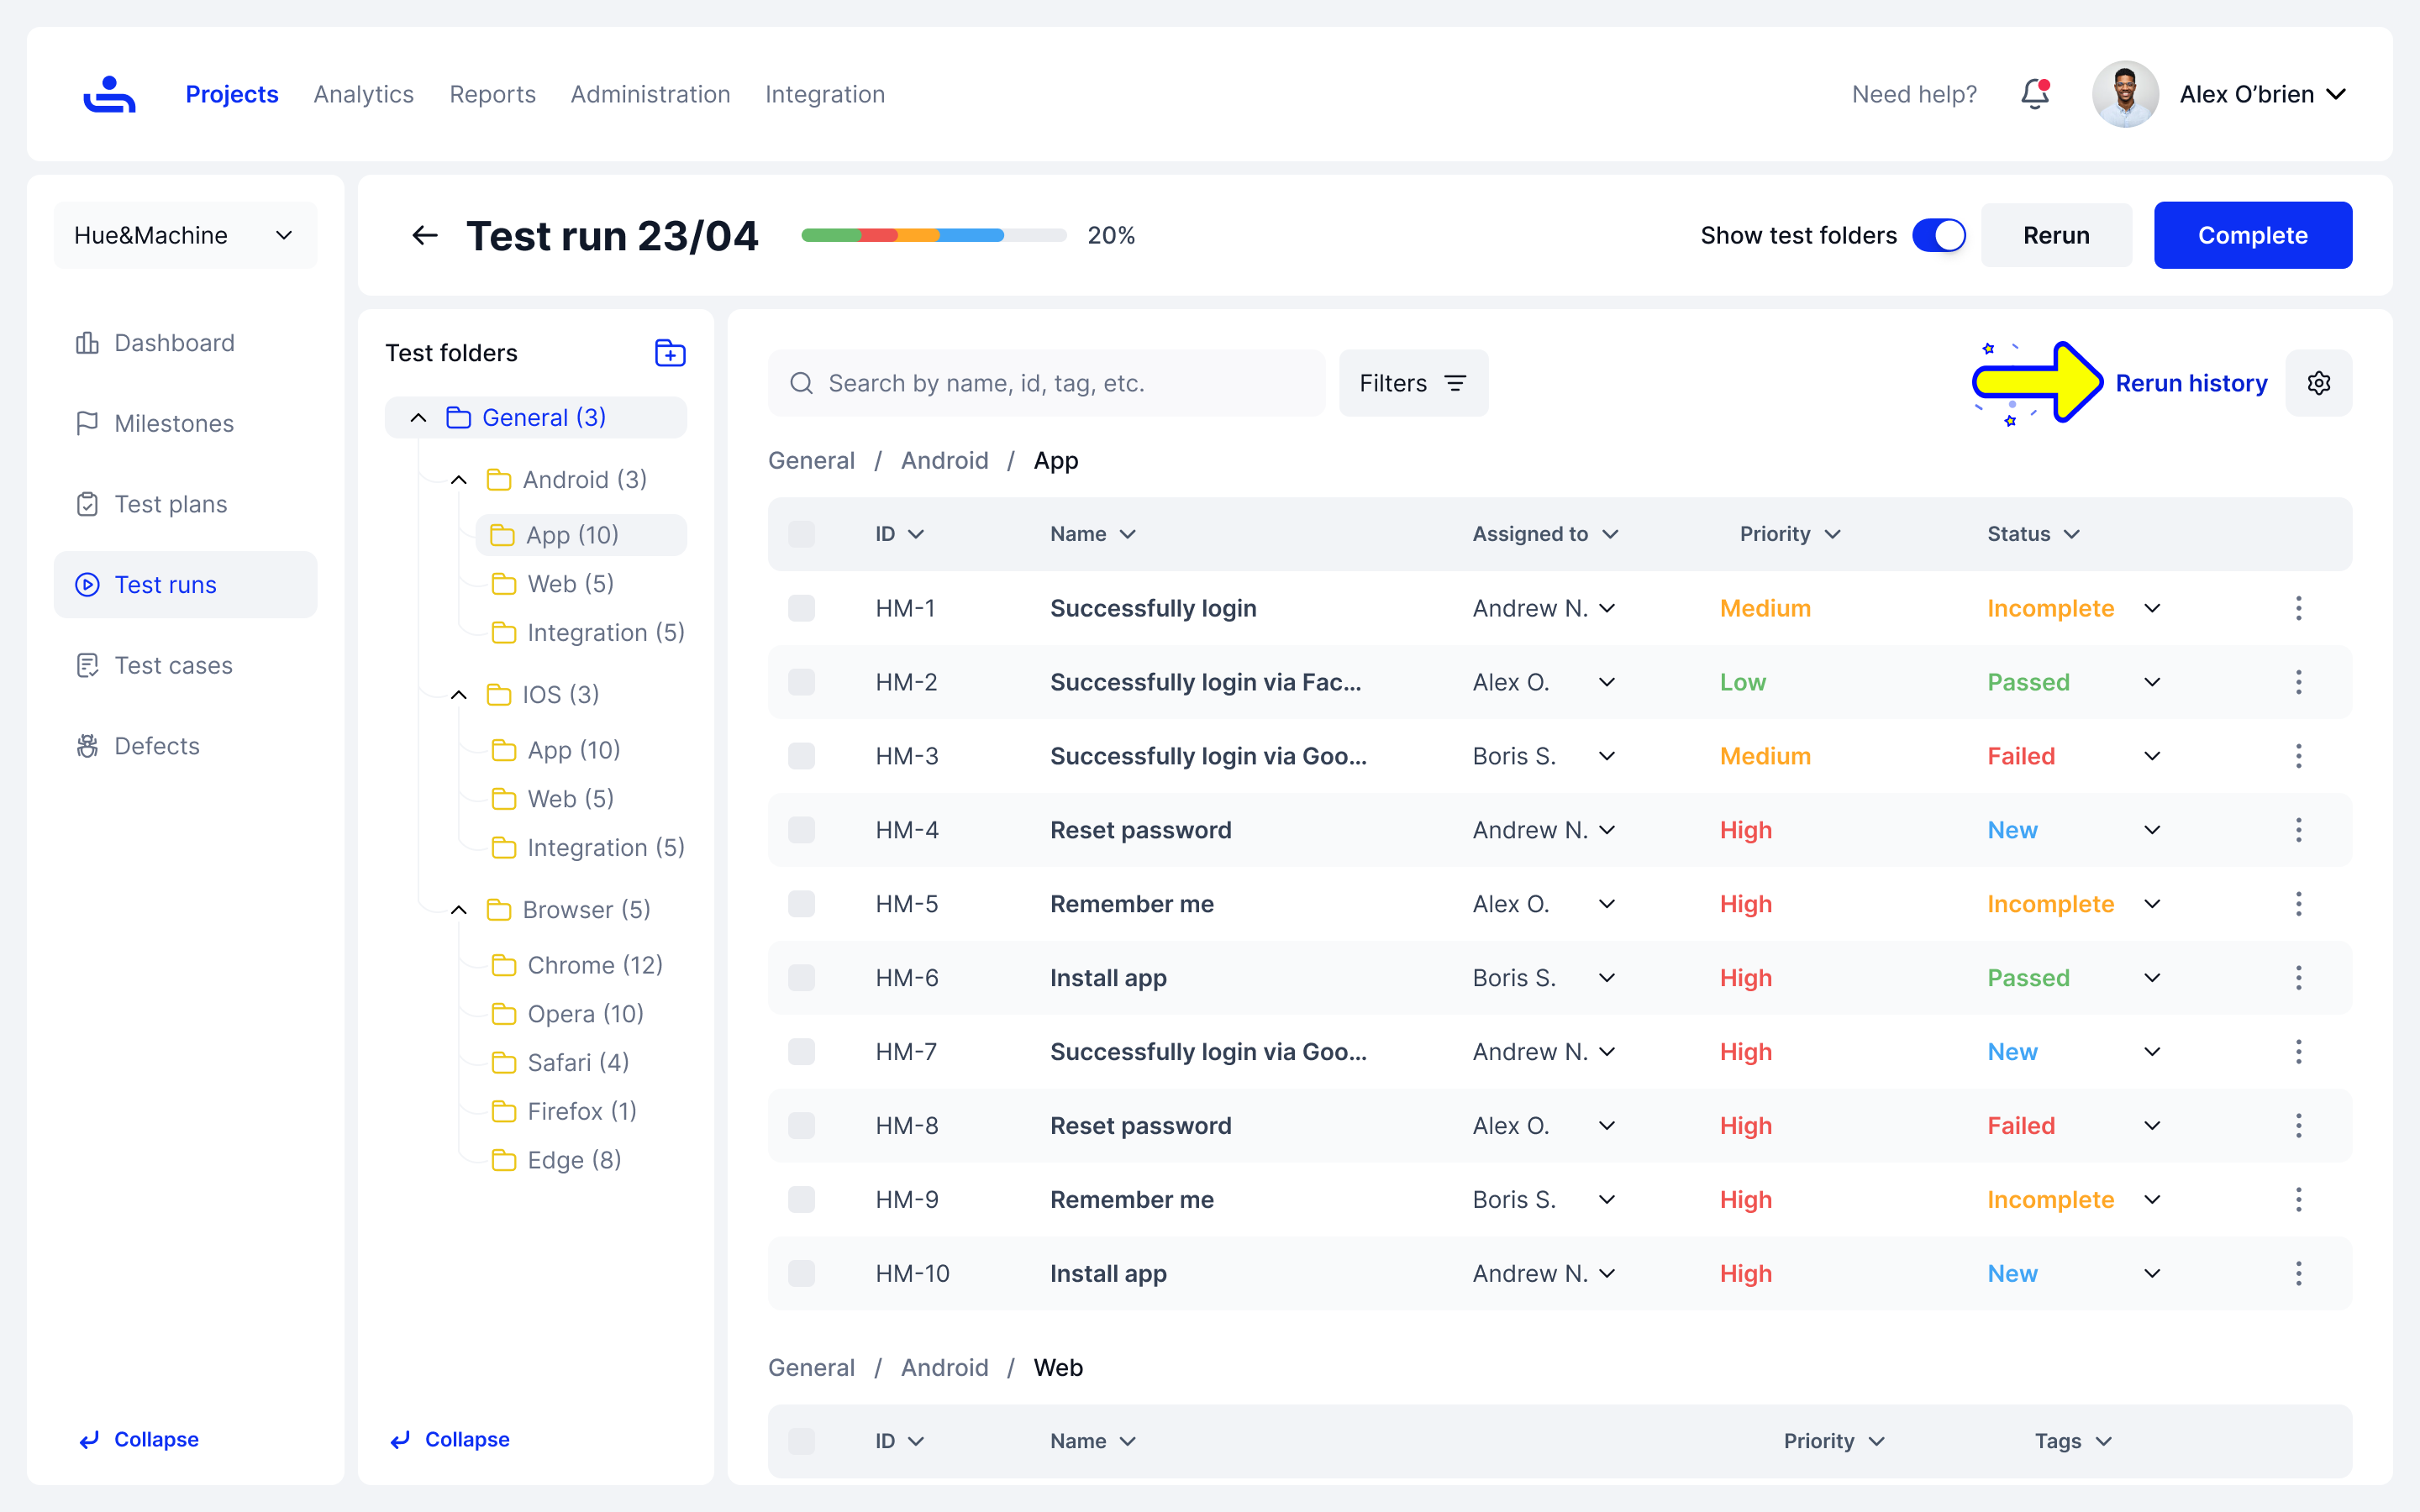 Projects Analytics Reports Administration Integration Need help? Alex O’brien
Hue&Machine
Dashboard
Milestones
Test plans
Test runs
Test cases
Defects
Collapse
Test run 23/04 20% Show test folders Rerun Complete
Test folders
General (3)
Android (3)
App (10)
Web (5)
Integration (5)
IOS (3)
App (10)
Web (5)
Integration (5)
Browser (5)
Chrome (12)
Opera (10)
Safari (4)
Firefox (1)
Edge (8)
Collapse
Search by name, id, tag, etc. Filters Rerun history
General / Android / App
ID Name Assigned to Priority Status
HM-1 Successfully login Andrew N. Medium Incomplete
HM-2 Successfully login via Fac... Alex O. Low Passed
HM-3 Successfully login via Goo... Boris S. Medium Failed
HM-4 Reset password Andrew N. High New
HM-5 Remember me Alex O. High Incomplete
HM-6 Install app Boris S. High Passed
HM-7 Successfully login via Goo... Andrew N. High New
HM-8 Reset password Alex O. High Failed
HM-9 Remember me Boris S. High Incomplete
HM-10 Install app Andrew N. High New
General / Android / Web
ID Name Priority Tags